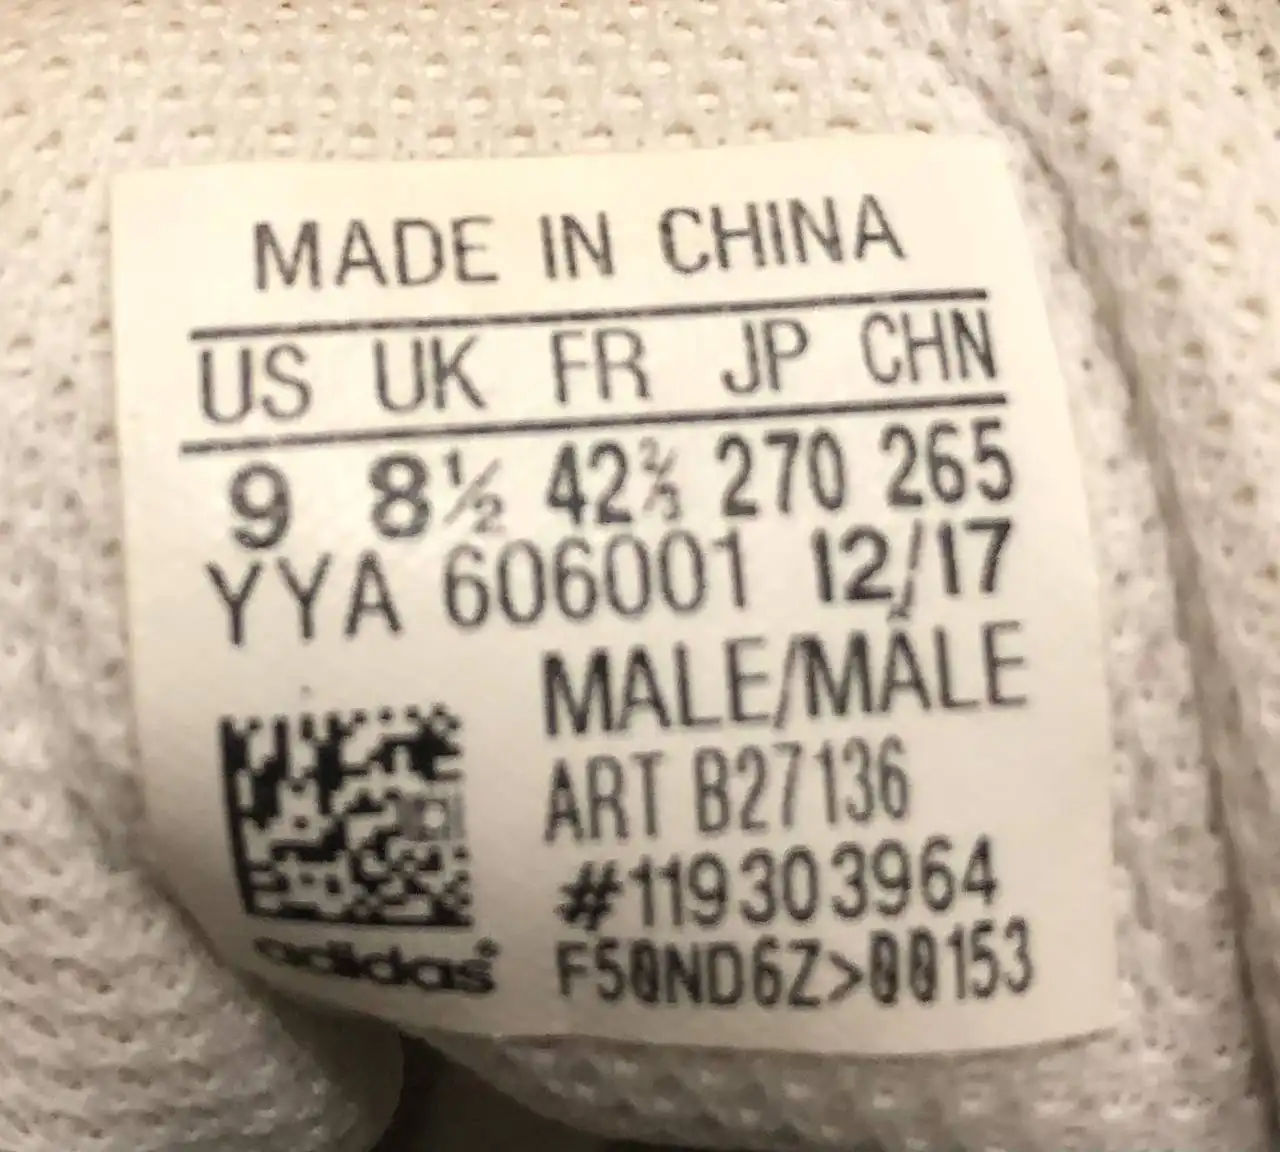 MADE IN CHINA
US UK FR JP CHN
9 8½ 42⅔ 270 265
YYA 606001 12/17
MALE/MÂLE
ART B27136
#119303964
adidas F50ND6Z>00153